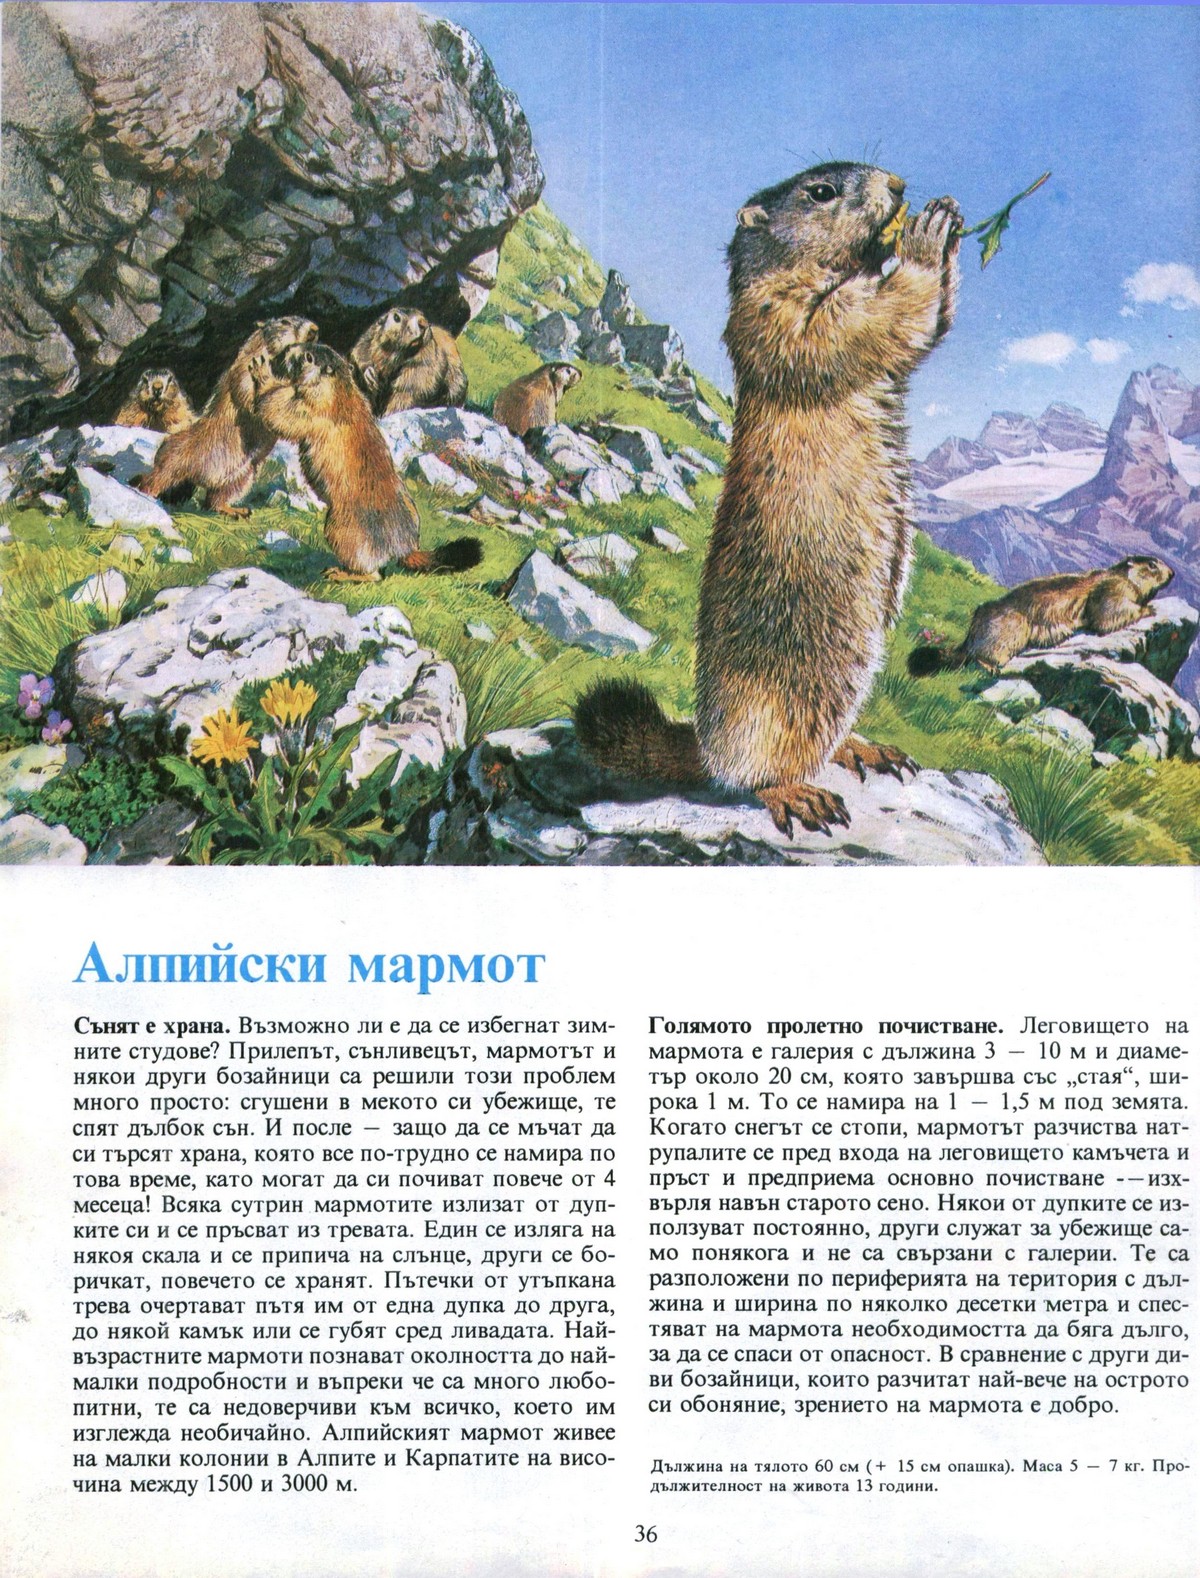 Алпийски мармот
Сънят е храна. Възможно ли е да се избегнат зим-
ните студове? Прилепът, сънливецът, мармотът и
някои други бозайници са решили този проблем
много просто: сгушени в мекото си убежище, те
спят дълбок сън. И после — защо да се мъчат да
си търсят храна, която все по-трудно се намира по
това време, като могат да си почиват повече от 4
месеца! Всяка сутрин мармотите излизат от дуп-
ките си и се пръсват из тревата. Един се изляга на
някоя скала и се припича на слънце, други се бо-
ричкат, повечето се хранят. Пътечки от утъпкана
трева очертават пътя им от една дупка до друга,
до някой камък или се губят сред ливадата. Най-
възрастните мармоти познават околността до най-
малки подробности и въпреки че са много любо-
питни, те са недоверчиви към всичко, което им
изглежда необичайно. Алпийският мармот живее
на малки колонии в Алпите и Карпатите на висо-
чина между 1500 и 3000 м.
Голямото пролетно почистване. Леговището на
мармота е галерия с дължина 3 — 10 м и диаме-
тър около 20 см, която завършва със „стая“, ши-
рока 1 м. То се намира на 1 — 1,5 м под земята.
Когато снегът се стопи, мармотът разчиства нат-
рупалите се пред входа на леговището камъчета и
пръст и предприема основно почистване --—изх-
върля навън старото сено. Някои от дупките се из-
ползуват постоянно, други служат за убежище са-
мо понякога и не са свързани с галерии. Те са
разположени по периферията на територия с дъл-
жина и ширина по няколко десетки метра и спес-
тяват на мармота необходимостта да бяга дълго,
за да се спаси от опасност. В сравнение с други ди-
ви бозайници, които разчитат най-вече на острото
си обоняние, зрението на мармота е добро.
Дължина на тялото 60 см (+ 15 см опашка). Маса 5 — 7 кг. Про-
дължителност на живота 13 години.
36